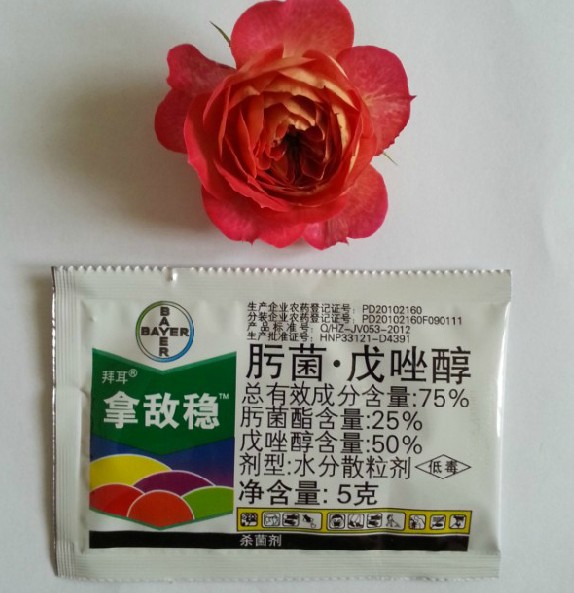 BAYER
BAYER
拜耳®
拿敌稳™
生产企业农药登记证号: PD20102160
分装企业农药登记证号: PD20102160F090111
产品标准号: Q/HZ-JV053-2012
生产批准证号: HNP33121-D4391
肟菌·戊唑醇
总有效成分含量:75%
肟菌酯含量:25%
戊唑醇含量:50%
剂型:水分散粒剂
低毒
净含量: 5克
杀菌剂